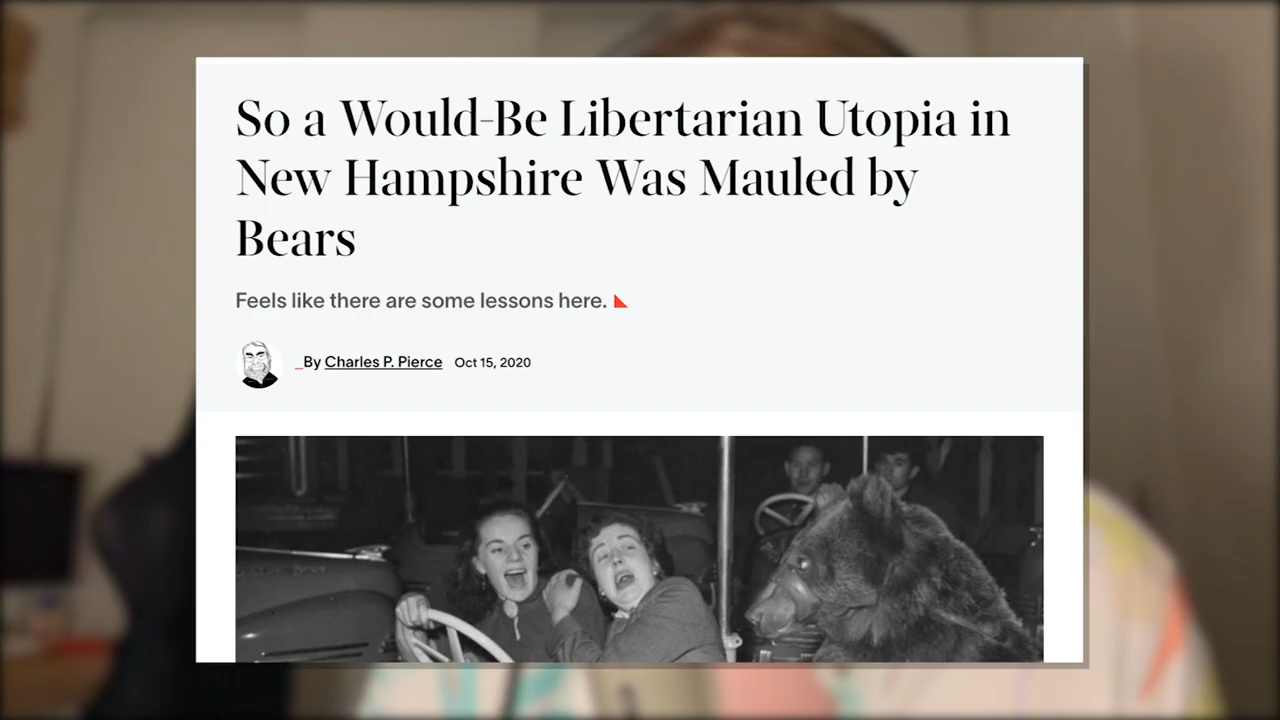 So a Would-Be Libertarian Utopia in
New Hampshire Was Mauled by
Bears
Feels like there are some lessons here.
_By Charles P. Pierce Oct 15, 2020